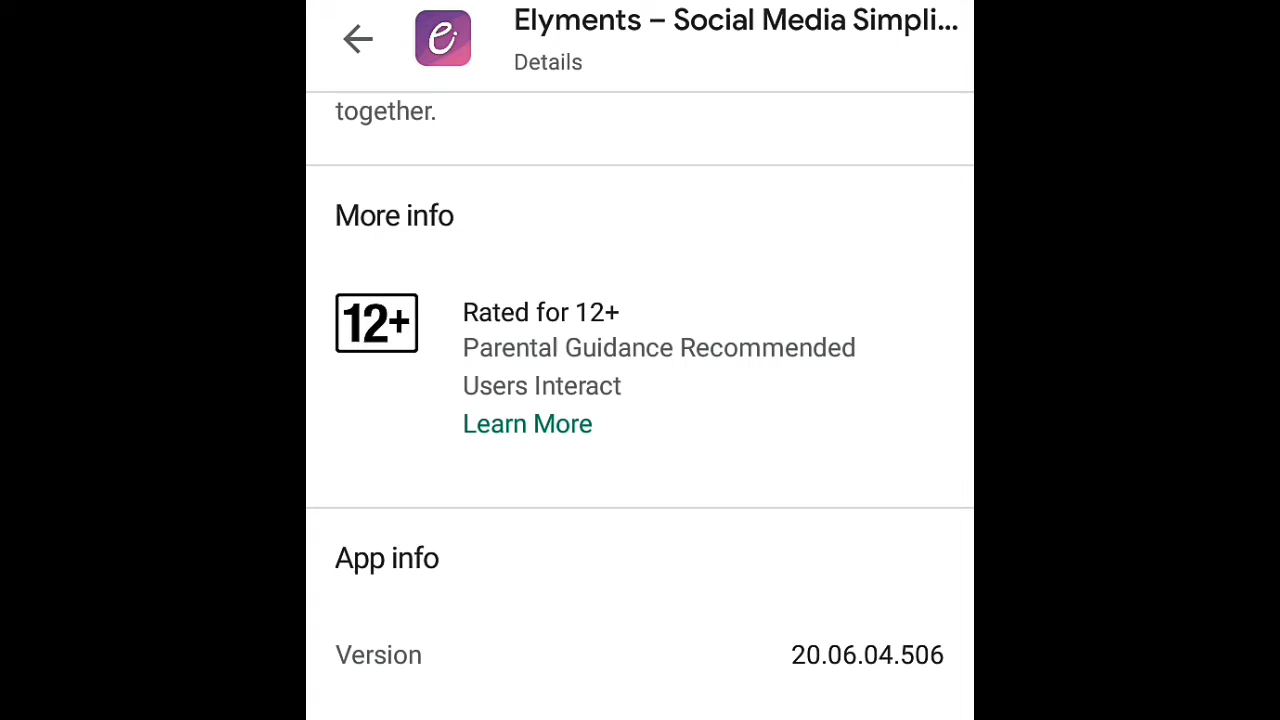 Elyments – Social Media Simpli...
Details
together.
More info
12+
Rated for 12+
Parental Guidance Recommended
Users Interact
Learn More
App info
Version 20.06.04.506